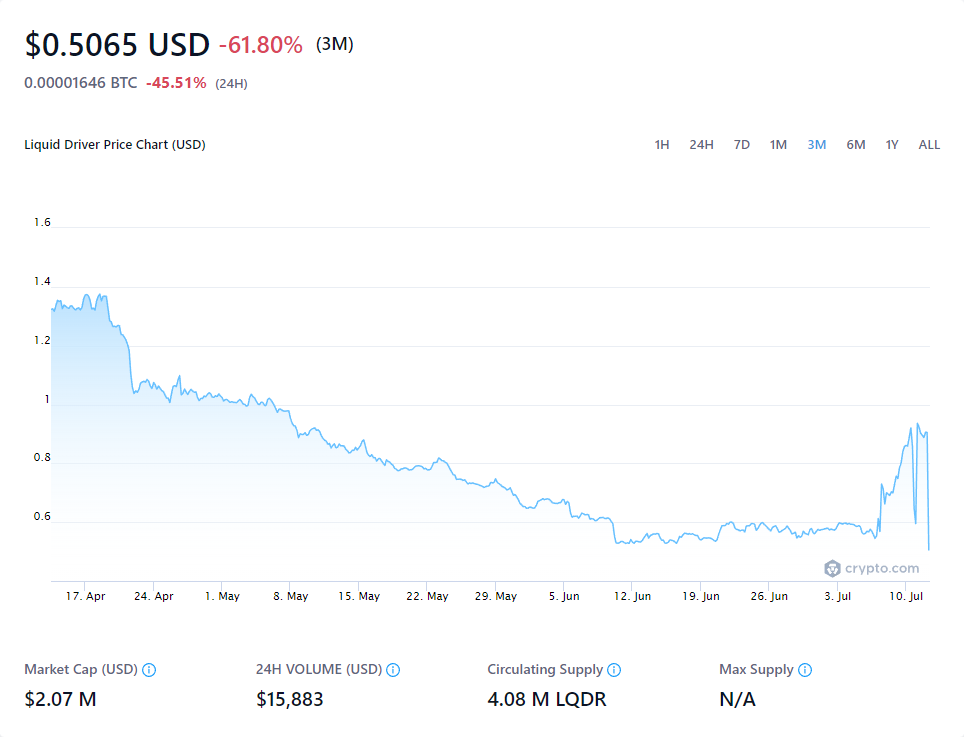 $0.5065 USD -61.80% (3M)
0.00001646 BTC -45.51% (24H)
Liquid Driver Price Chart (USD)
1H 24H 7D 1M 3M 6M 1Y ALL
1.6
1.4
1.2
1
0.8
0.6
crypto.com
17. Apr 24. Apr 1. May 8. May 15. May 22. May 29. May 5. Jun 12. Jun 19. Jun 26. Jun 3. Jul 10. Jul
Market Cap (USD) 24H VOLUME (USD) Circulating Supply Max Supply
$2.07 M $15,883 4.08 M LQDR N/A